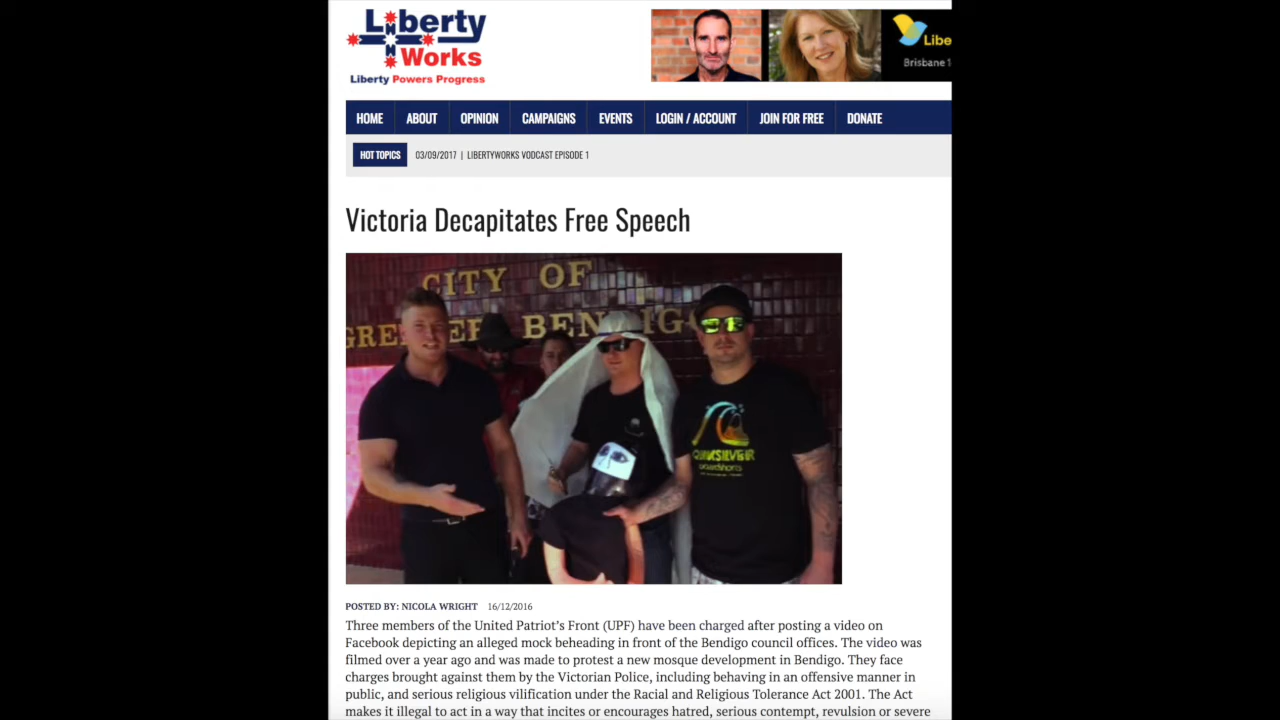 Liberty
Works
Liberty Powers Progress
Libe
Brisbane 1
HOME ABOUT OPINION CAMPAIGNS EVENTS LOGIN / ACCOUNT JOIN FOR FREE DONATE
HOT TOPICS 03/09/2017 | LIBERTYWORKS VODCAST EPISODE 1
Victoria Decapitates Free Speech
CITY OF
GREATER BENDIGO
QUIKSILVER
boardshorts
POSTED BY: NICOLA WRIGHT 16/12/2016
Three members of the United Patriot’s Front (UPF) have been charged after posting a video on
Facebook depicting an alleged mock beheading in front of the Bendigo council offices. The video was
filmed over a year ago and was made to protest a new mosque development in Bendigo. They face
charges brought against them by the Victorian Police, including behaving in an offensive manner in
public, and serious religious vilification under the Racial and Religious Tolerance Act 2001. The Act
makes it illegal to act in a way that incites or encourages hatred, serious contempt, revulsion or severe